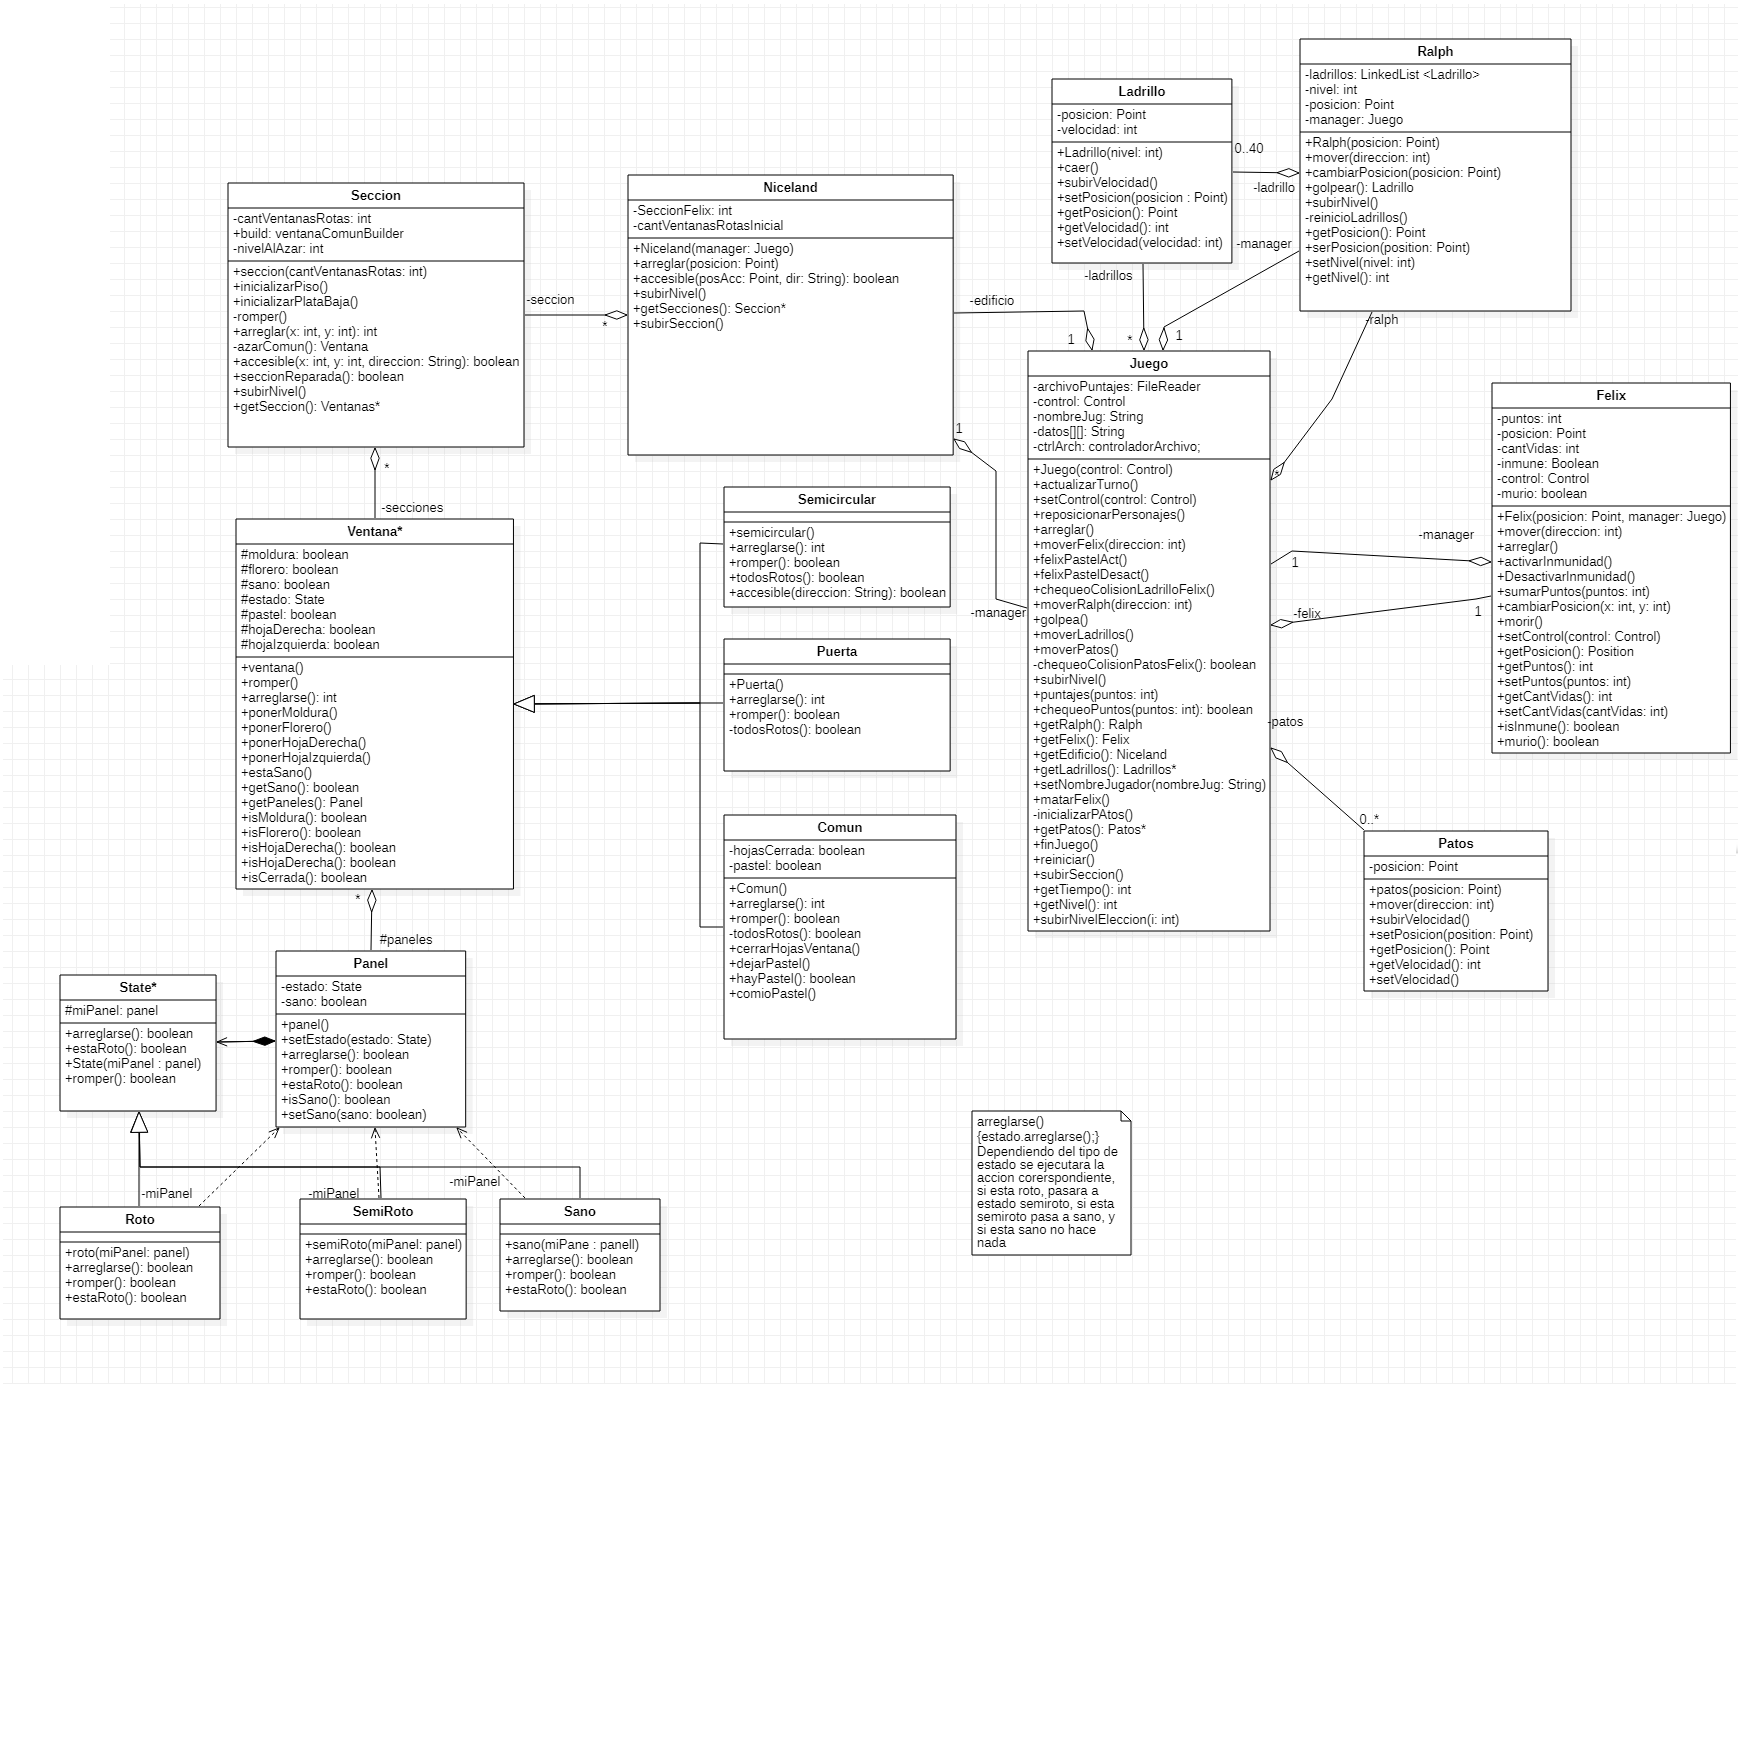 Ralph
-ladrillos: LinkedList <Ladrillo>
-nivel: int
-posicion: Point
-manager: Juego
+Ralph(posicion: Point)
+mover(direccion: int)
+cambiarPosicion(posicion: Point)
+golpear(): Ladrillo
+subirNivel()
-reinicioLadrillos()
+getPosicion(): Point
+serPosicion(position: Point)
+setNivel(nivel: int)
+getNivel(): int
Ladrillo
-posicion: Point
-velocidad: int
+Ladrillo(nivel: int)
+caer()
+subirVelocidad()
+setPosicion(posicion : Point)
+getPosicion(): Point
+getVelocidad(): int
+setVelocidad(velocidad: int)
0..40
-ladrillo
-manager
-ladrillos
-ralph
Seccion
-cantVentanasRotas: int
+build: ventanaComunBuilder
-nivelAlAzar: int
+seccion(cantVentanasRotas: int)
+inicializarPiso()
+inicializarPlataBaja()
-romper()
+arreglar(x: int, y: int): int
-azarComun(): Ventana
+accesible(x: int, y: int, direccion: String): boolean
+seccionReparada(): boolean
+subirNivel()
+getSeccion(): Ventanas*
-seccion
*
Niceland
-SeccionFelix: int
-cantVentanasRotasInicial
+Niceland(manager: Juego)
+arreglar(posicion: Point)
+accesible(posAcc: Point, dir: String): boolean
+subirNivel()
+getSecciones(): Seccion*
+subirSeccion()
-edificio
1
*
1
1
-manager
Juego
-archivoPuntajes: FileReader
-control: Control
-nombreJug: String
-datos[][]: String
-ctrlArch: controladorArchivo;
+Juego(control: Control)
+actualizarTurno()
+setControl(control: Control)
+reposicionarPersonajes()
+arreglar()
+moverFelix(direccion: int)
+felixPastelAct()
+felixPastelDesact()
+chequeoColisionLadrilloFelix()
+moverRalph(direccion: int)
+golpea()
+moverLadrillos()
+moverPatos()
-chequeoColisionPatosFelix(): boolean
+subirNivel()
+puntajes(puntos: int)
+chequeoPuntos(puntos: int): boolean
+getRalph(): Ralph
+getFelix(): Felix
+getEdificio(): Niceland
+getLadrillos(): Ladrillos*
+setNombreJugador(nombreJug: String)
+matarFelix()
-inicializarPAtos()
+getPatos(): Patos*
+finJuego()
+reiniciar()
+subirSeccion()
+getTiempo(): int
+getNivel(): int
+subirNivelEleccion(i: int)
*
-manager
1
-felix
1
-patos
0..*
Felix
-puntos: int
-posicion: Point
-cantVidas: int
-inmune: Boolean
-control: Control
-murio: boolean
+Felix(posicion: Point, manager: Juego)
+mover(direccion: int)
+arreglar()
+activarInmunidad()
+DesactivarInmunidad()
+sumarPuntos(puntos: int)
+cambiarPosicion(x: int, y: int)
+morir()
+setControl(control: Control)
+getPosicion(): Position
+getPuntos(): int
+setPuntos(puntos: int)
+getCantVidas(): int
+setCantVidas(cantVidas: int)
+isInmune(): boolean
+murio(): boolean
Patos
-posicion: Point
+patos(posicion: Point)
+mover(direccion: int)
+subirVelocidad()
+setPosicion(position: Point)
+getPosicion(): Point
+getVelocidad(): int
+setVelocidad()
*
-secciones
Ventana*
#moldura: boolean
#florero: boolean
#sano: boolean
#estado: State
#pastel: boolean
#hojaDerecha: boolean
#hojaIzquierda: boolean
+ventana()
+romper()
+arreglarse(): int
+ponerMoldura()
+ponerFlorero()
+ponerHojaDerecha()
+ponerHojaIzquierda()
+estaSano()
+getSano(): boolean
+getPaneles(): Panel
+isMoldura(): boolean
+isFlorero(): boolean
+isHojaDerecha(): boolean
+isHojaDerecha(): boolean
+isCerrada(): boolean
Semicircular
+semicircular()
+arreglarse(): int
+romper(): boolean
+todosRotos(): boolean
+accesible(direccion: String): boolean
Puerta
+Puerta()
+arreglarse(): int
+romper(): boolean
-todosRotos(): boolean
Comun
-hojasCerrada: boolean
-pastel: boolean
+Comun()
+arreglarse(): int
+romper(): boolean
-todosRotos(): boolean
+cerrarHojasVentana()
+dejarPastel()
+hayPastel(): boolean
+comioPastel()
*
#paneles
Panel
-estado: State
-sano: boolean
+panel()
+setEstado(estado: State)
+arreglarse(): boolean
+romper(): boolean
+estaRoto(): boolean
+isSano(): boolean
+setSano(sano: boolean)
State*
#miPanel: panel
+arreglarse(): boolean
+estaRoto(): boolean
+State(miPanel : panel)
+romper(): boolean
-miPanel
-miPanel
-miPanel
Roto
+roto(miPanel: panel)
+arreglarse(): boolean
+romper(): boolean
+estaRoto(): boolean
SemiRoto
+semiRoto(miPanel: panel)
+arreglarse(): boolean
+romper(): boolean
+estaRoto(): boolean
Sano
+sano(miPane : panell)
+arreglarse(): boolean
+romper(): boolean
+estaRoto(): boolean
arreglarse()
{estado.arreglarse();}
Dependiendo del tipo de
estado se ejecutara la
accion corerspondiente,
si esta roto, pasara a
estado semiroto, si esta
semiroto pasa a sano, y
si esta sano no hace
nada